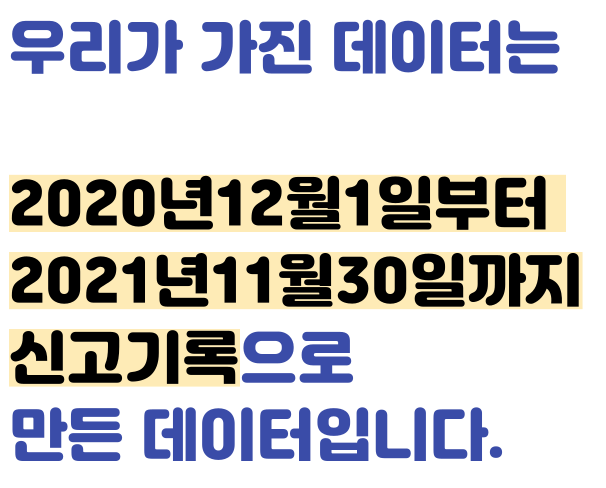 우리가 가진 데이터는
2020년12월1일부터
2021년11월30일까지
신고기록으로
만든 데이터입니다.